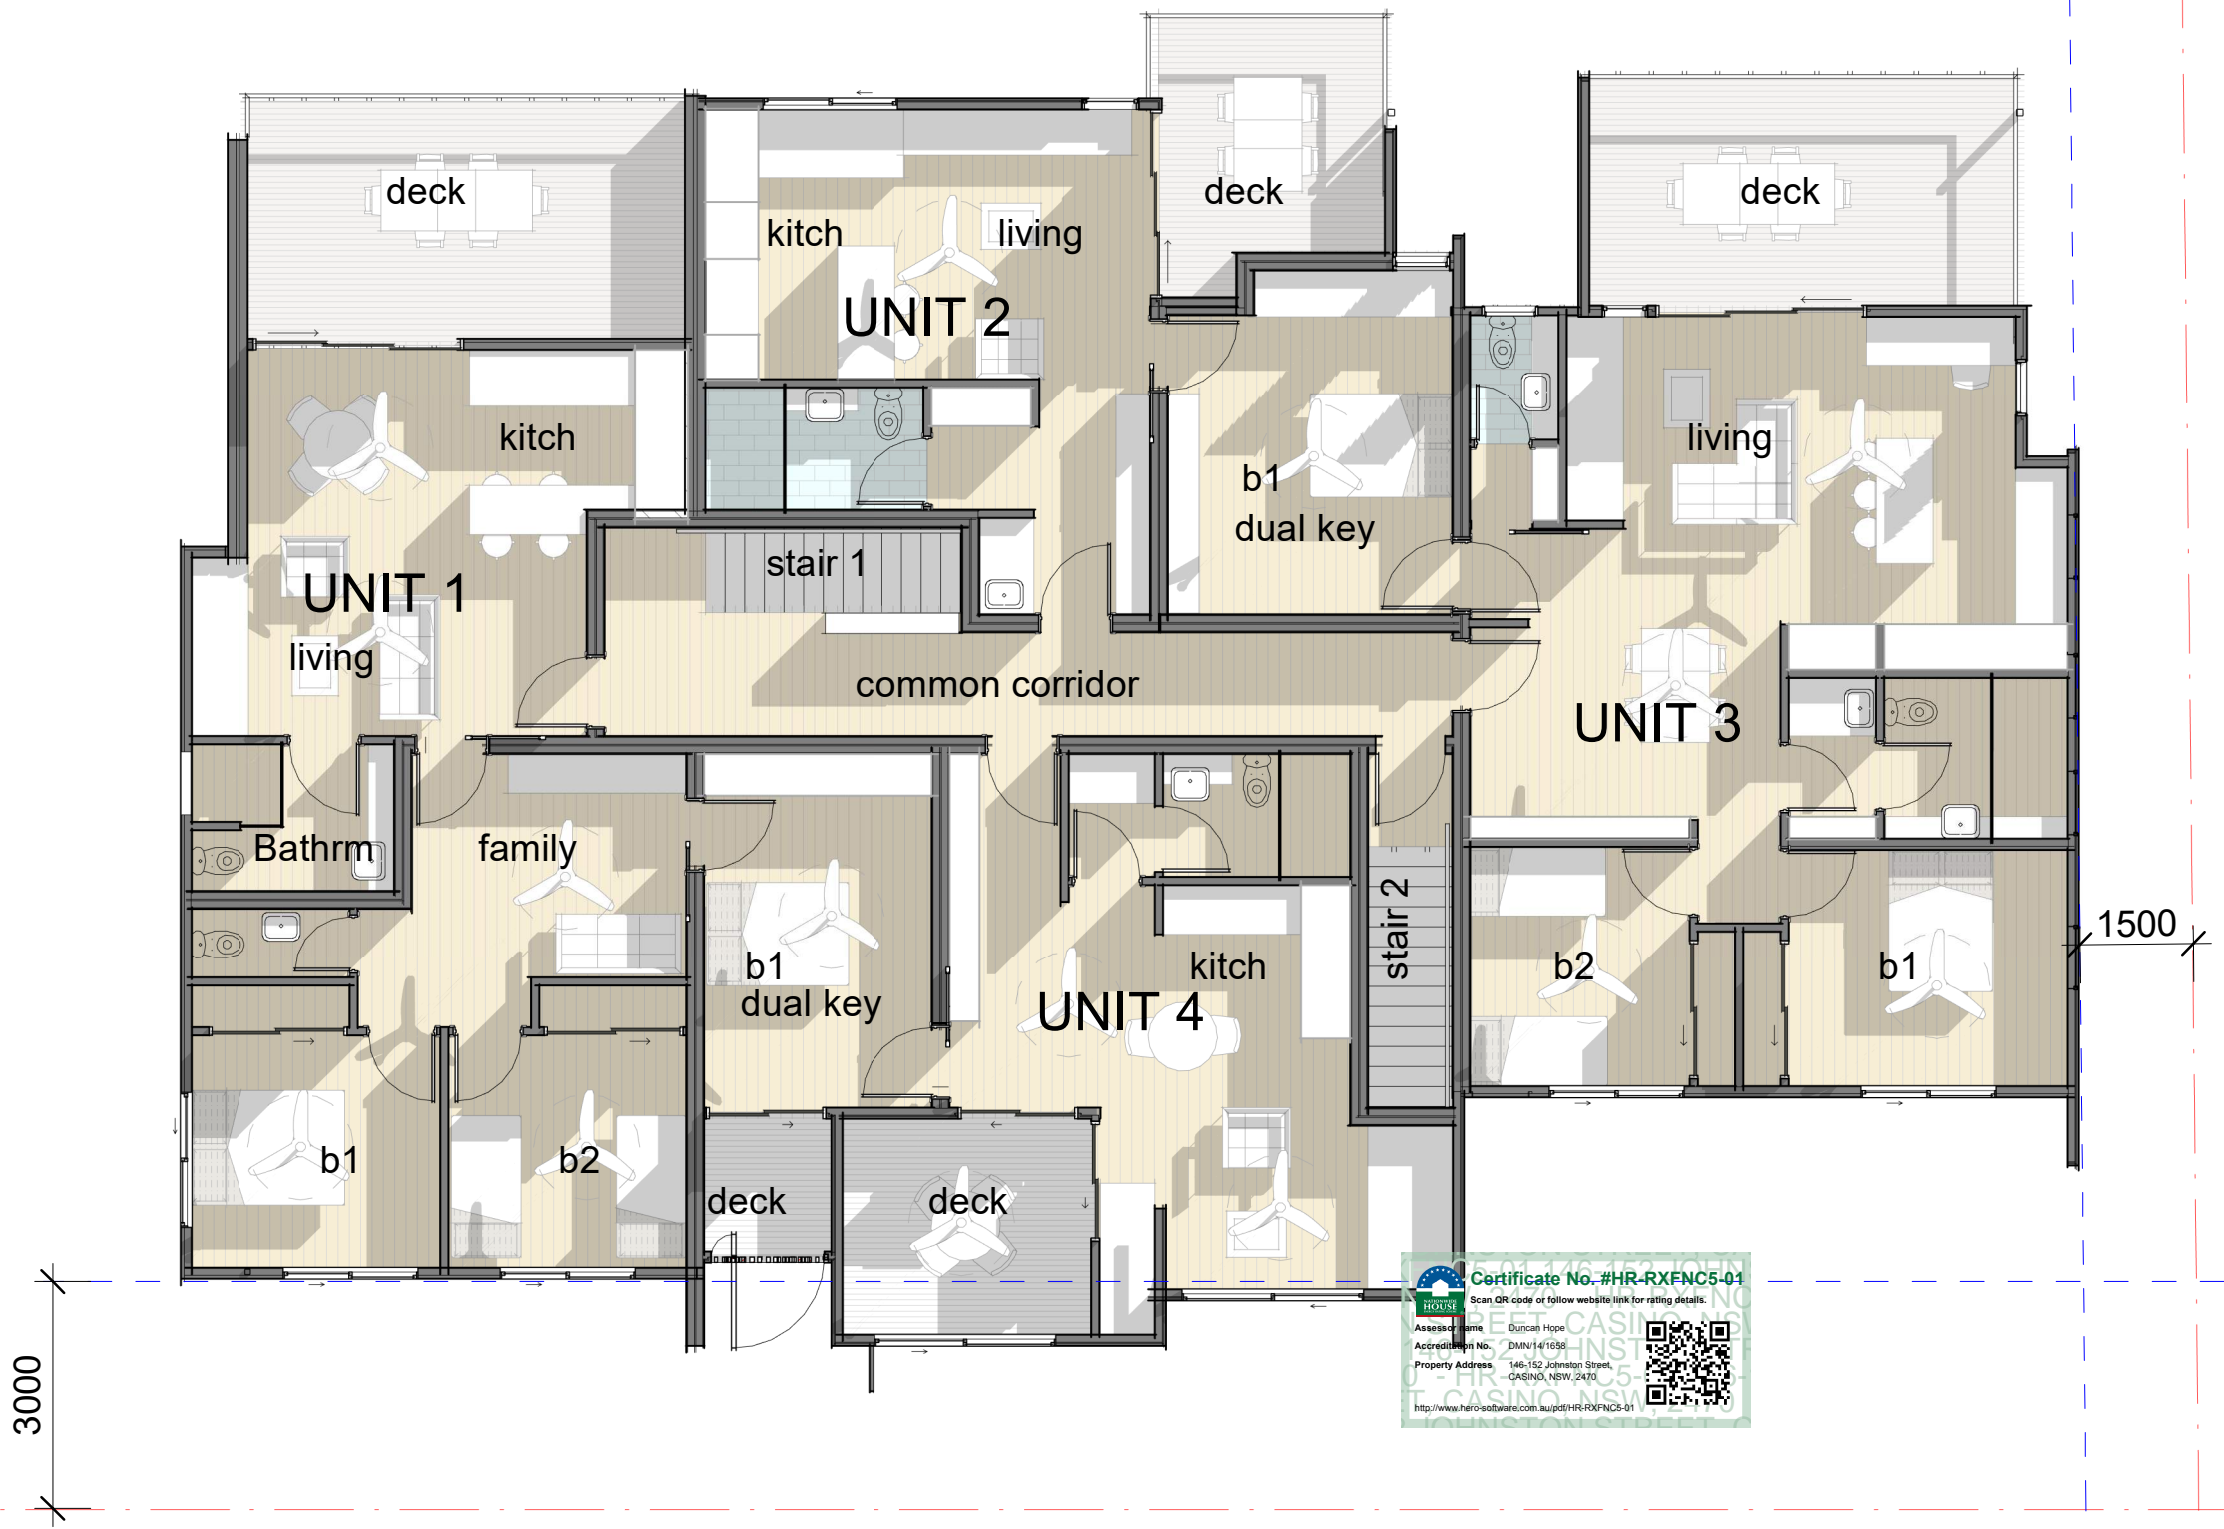 deck
deck
deck
kitch
living
UNIT 2
kitch
living
b1
dual key
stair 1
UNIT 1
living
common corridor
UNIT 3
Bathrm
family
b1
dual key
kitch
UNIT 4
stair 2
b2
b1
1500
b1
b2
deck
deck
3000
Certificate No. #HR-RXFNC5-01
Scan QR code or follow website link for rating details.
NATIONWIDE
HOUSE
Assessor name Duncan Hope
Accreditation No. DMN/14/1658
Property Address 146-152 Johnston Street,
CASINO, NSW, 2470
http://www.hero-software.com.au/pdf/HR-RXFNC5-01